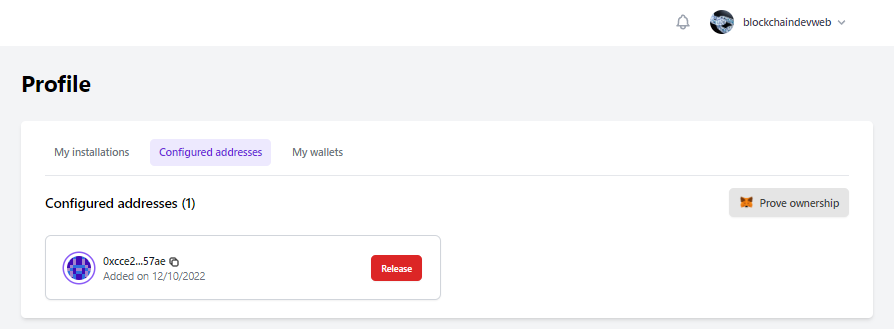 blockchaindevweb
Profile
My installations Configured addresses My wallets
Configured addresses (1) Prove ownership
0xcce2...57ae Release
Added on 12/10/2022